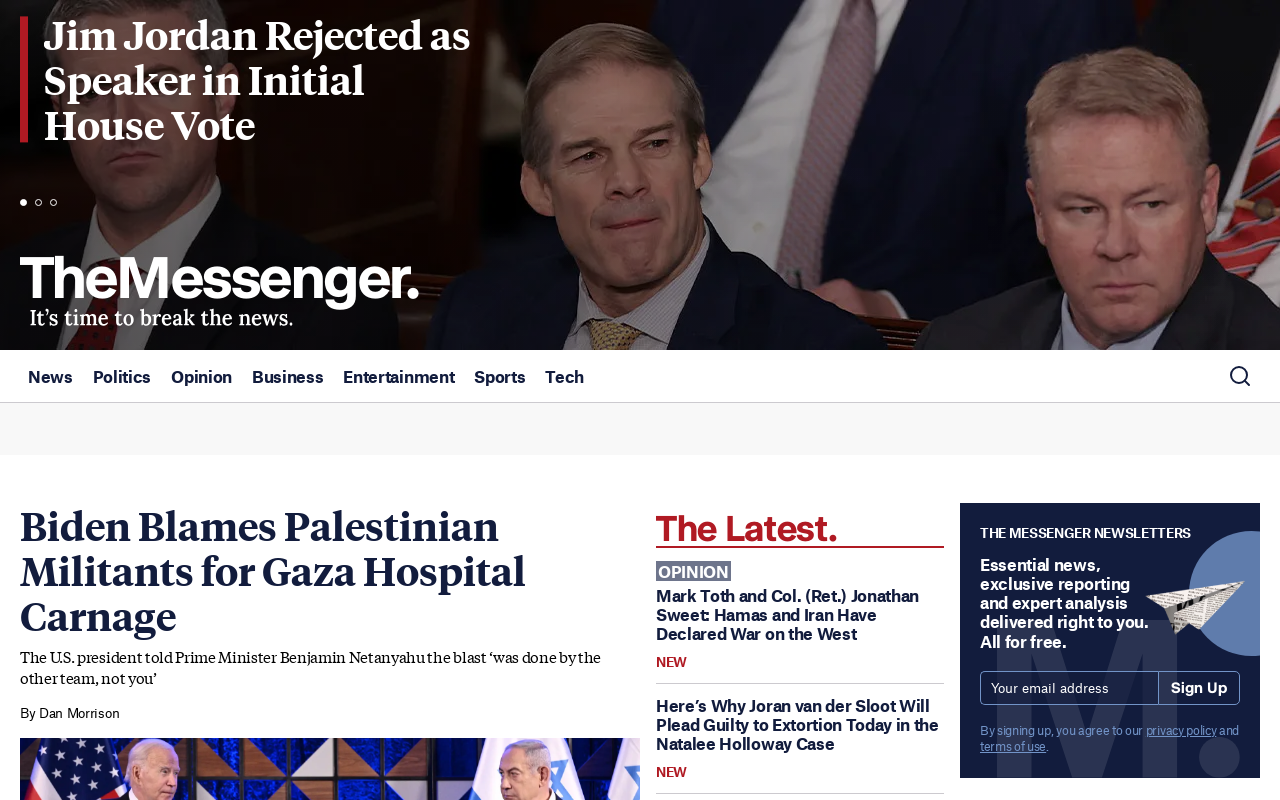 Jim Jordan Rejected as
Speaker in Initial
House Vote
TheMessenger.
It's time to break the news.
News Politics Opinion Business Entertainment Sports Tech
Biden Blames Palestinian
Militants for Gaza Hospital
Carnage
The U.S. president told Prime Minister Benjamin Netanyahu the blast ‘was done by the
other team, not you’
By Dan Morrison
The Latest.
OPINION
Mark Toth and Col. (Ret.) Jonathan
Sweet: Hamas and Iran Have
Declared War on the West
NEW
Here’s Why Joran van der Sloot Will
Plead Guilty to Extortion Today in the
Natalee Holloway Case
NEW
THE MESSENGER NEWSLETTERS
Essential news,
exclusive reporting
and expert analysis
delivered right to you.
All for free.
Your email address Sign Up
By signing up, you agree to our privacy policy and
terms of use.
M.